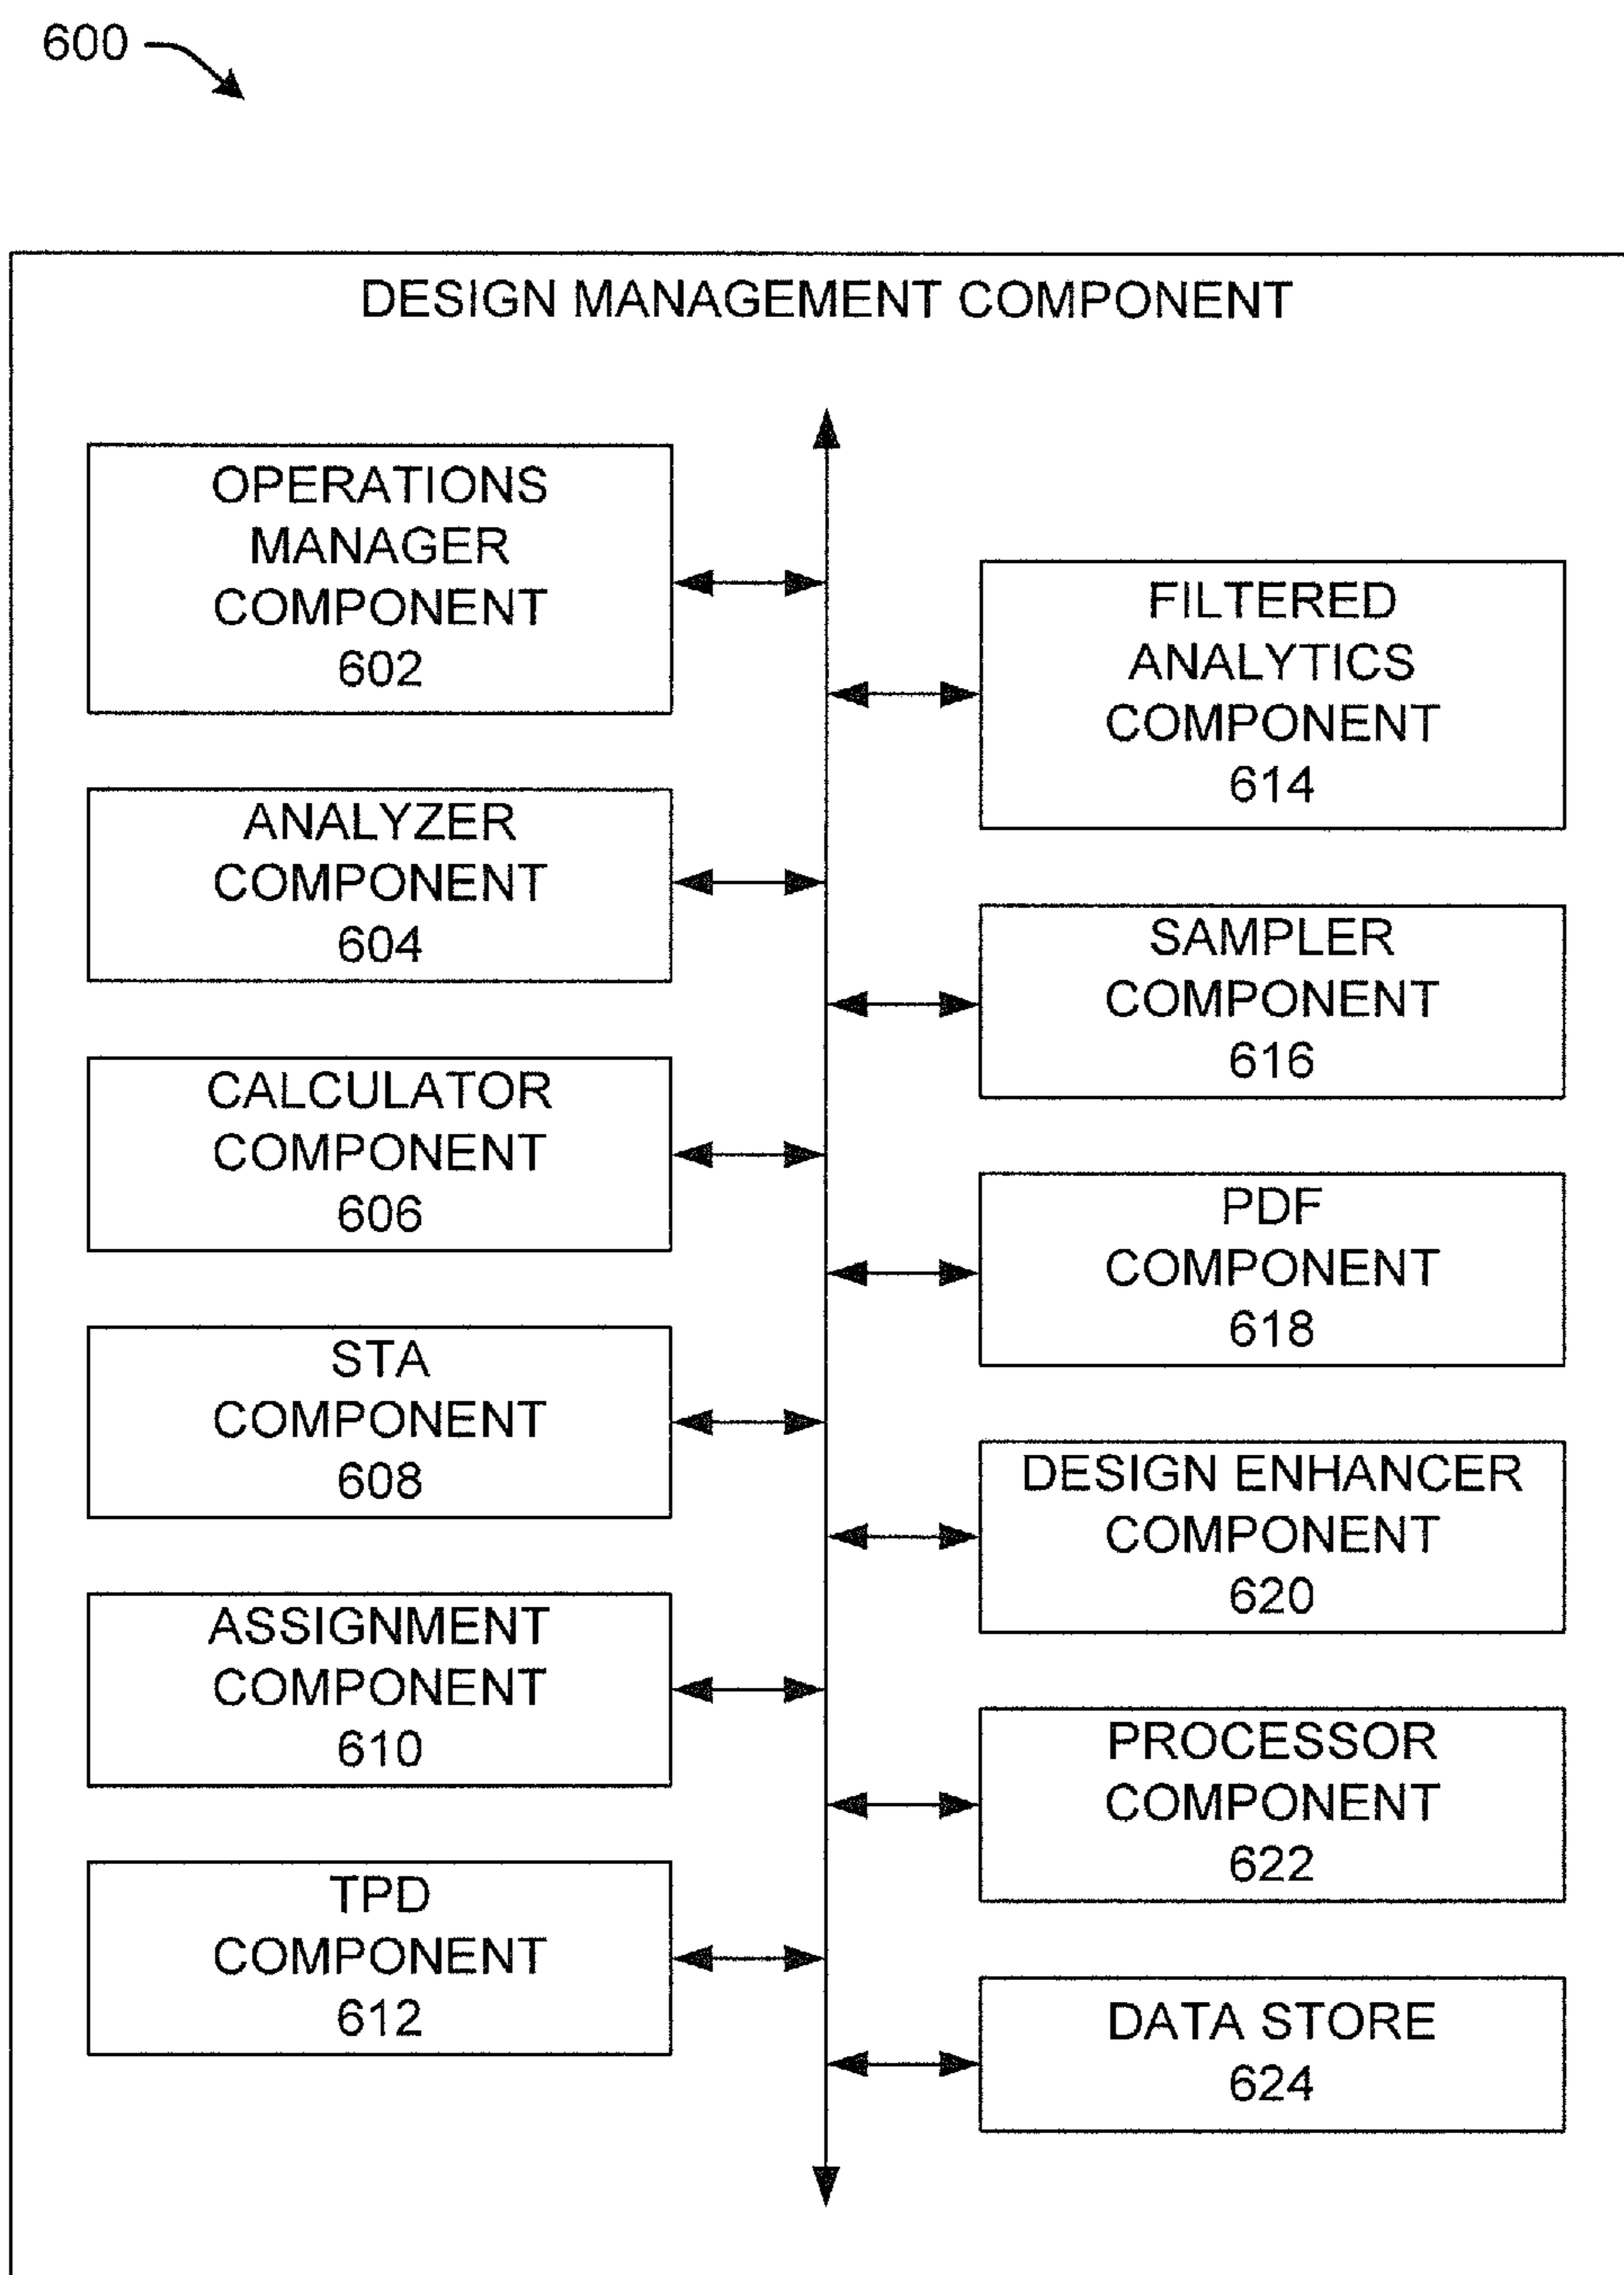 600
DESIGN MANAGEMENT COMPONENT
OPERATIONS
MANAGER
COMPONENT
602
ANALYZER
COMPONENT
604
CALCULATOR
COMPONENT
606
STA
COMPONENT
608
ASSIGNMENT
COMPONENT
610
TPD
COMPONENT
612
FILTERED
ANALYTICS
COMPONENT
614
SAMPLER
COMPONENT
616
PDF
COMPONENT
618
DESIGN ENHANCER
COMPONENT
620
PROCESSOR
COMPONENT
622
DATA STORE
624